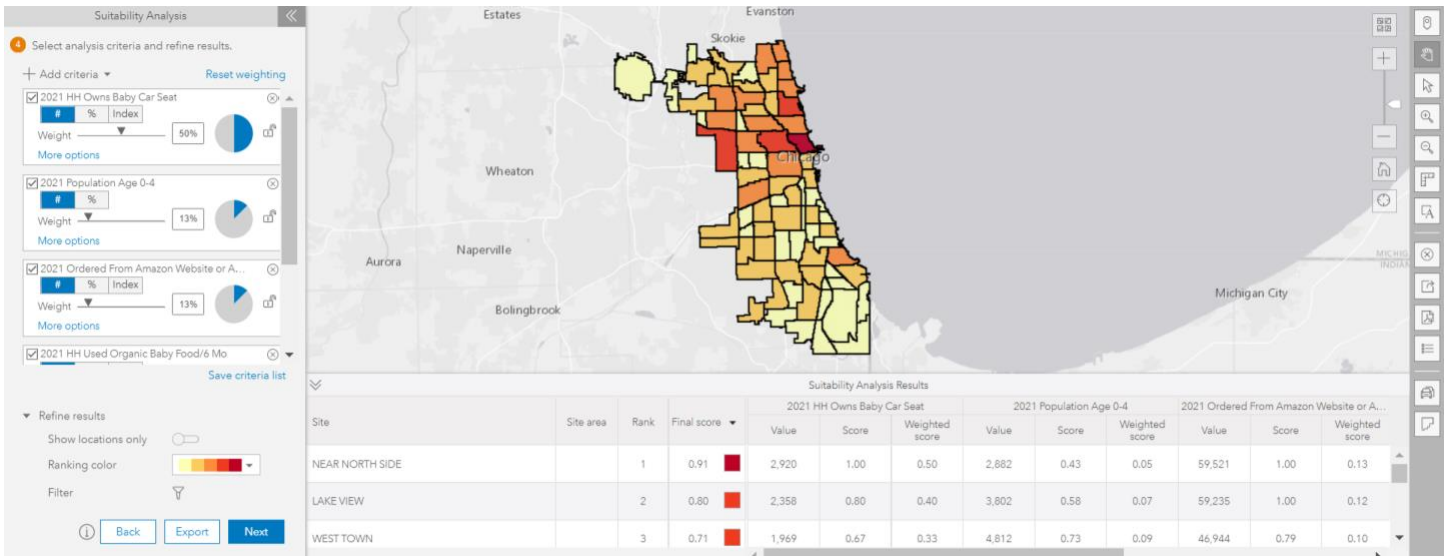 Suitability Analysis
4 Select analysis criteria and refine results.
+ Add criteria Reset weighting
2021 HH Owns Baby Car Seat
# % Index
Weight 50%
More options
2021 Population Age 0-4
# %
Weight 13%
More options
2021 Ordered From Amazon Website or A...
# % Index
Weight 13%
More options
2021 HH Used Organic Baby Food/6 Mo
Save criteria list
Refine results
Show locations only
Ranking color
Filter
Back Export Next
Estates
Evanston
Skokie
Wheaton
Chicago
Naperville
Aurora
Bolingbrook
Michigan City
MICHIG
INDIAN
Suitability Analysis Results
Site Site area Rank Final score 2021 HH Owns Baby Car Seat 2021 Population Age 0-4 2021 Ordered From Amazon Website or A...
Value Score Weighted score Value Score Weighted score Value Score Weighted score
NEAR NORTH SIDE 1 0.91 2,920 1.00 0.50 2,882 0.43 0.05 59,521 1.00 0.13
LAKE VIEW 2 0.80 2,358 0.80 0.40 3,802 0.58 0.07 59,235 1.00 0.12
WEST TOWN 3 0.71 1,969 0.67 0.33 4,812 0.73 0.09 46,944 0.79 0.10